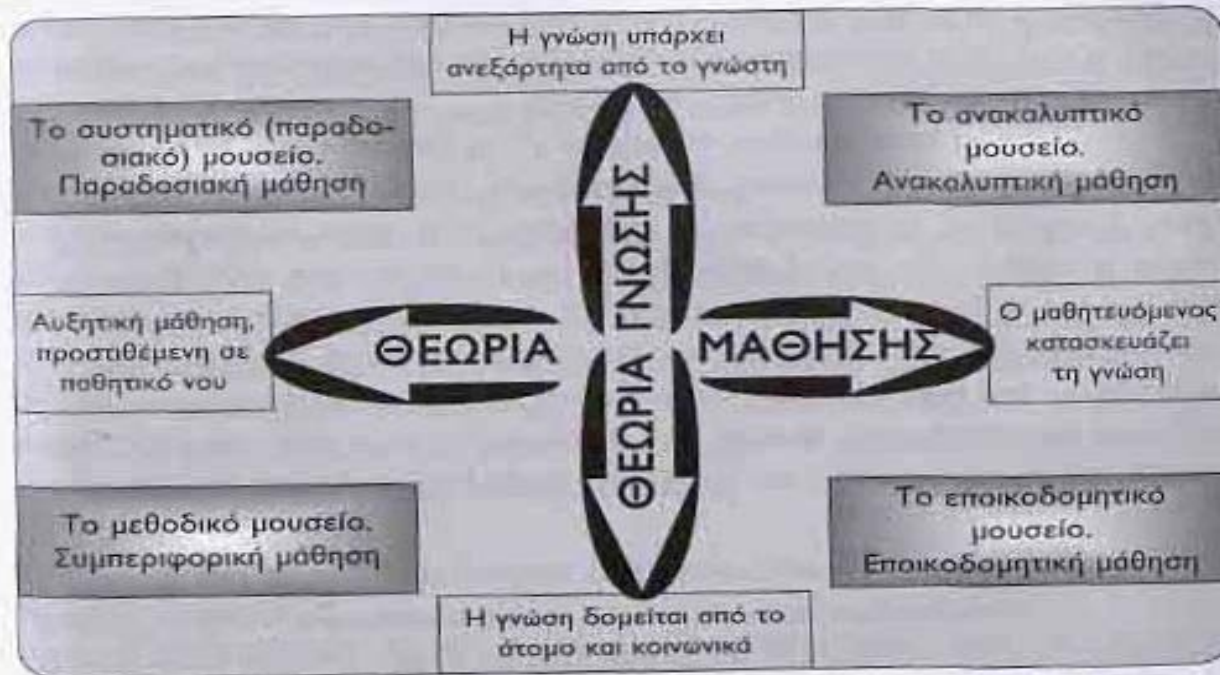 Η γνώση υπάρχει
ανεξάρτητα από το γνώστη
Το συστηματικό (παραδο-
σιακό) μουσείο.
Παραδοσιακή μάθηση
Το ανακαλυπτικό
μουσείο.
Ανακαλυπτική μάθηση
Αυξητική μάθηση,
προστιθέμενη σε
παθητικό νου
ΘΕΩΡΙΑ ΜΑΘΗΣΗΣ
ΘΕΩΡΙΑ ΓΝΩΣΗΣ
Ο μαθητευόμενος
κατασκευάζει
τη γνώση
Το μεθοδικό μουσείο.
Συμπεριφορική μάθηση
Το εποικοδομητικό
μουσείο.
Εποικοδομητική μάθηση
Η γνώση δομείται από το
άτομο και κοινωνικά